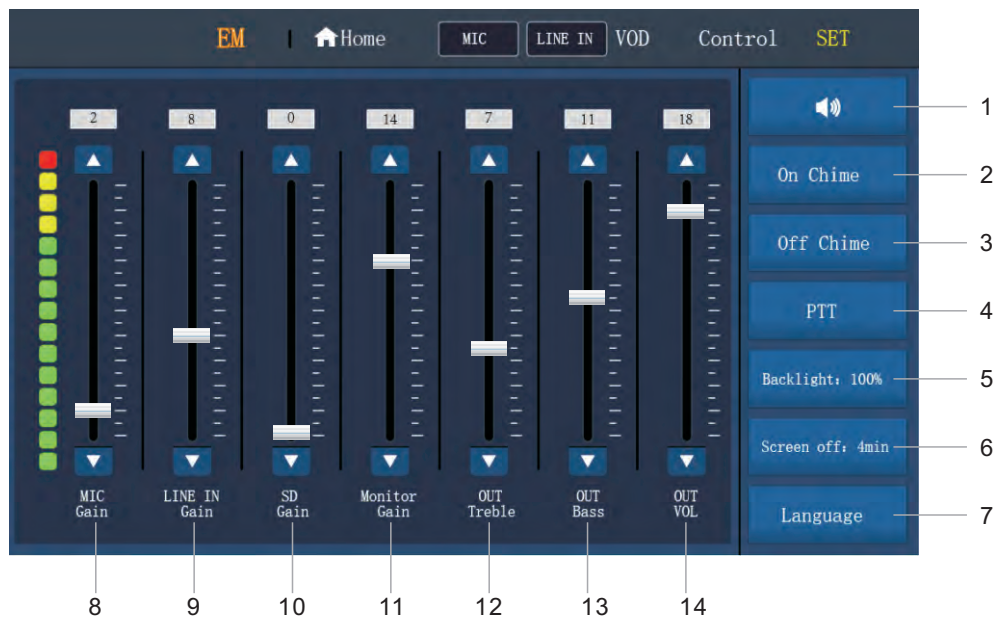 EM | Home MIC LINE IN VOD Control SET
2 8 0 14 7 11 18
1
On Chime 2
Off Chime 3
PTT 4
Backlight: 100% 5
Screen off: 4min 6
Language 7
MIC Gain
LINE IN Gain
SD Gain
Monitor Gain
OUT Treble
OUT Bass
OUT VOL
8 9 10 11 12 13 14